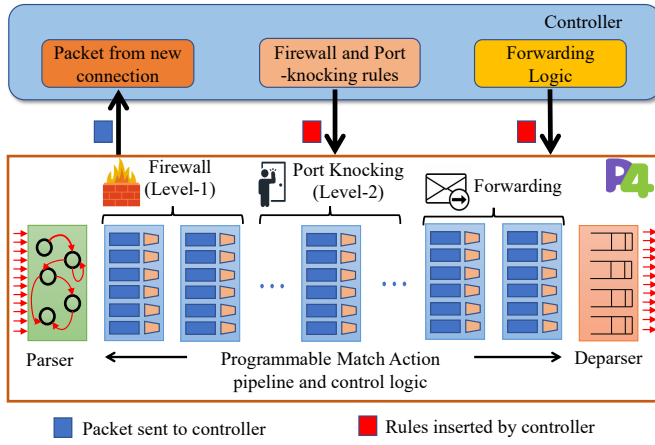 Controller
Packet from new
connection
Firewall and Port
-knocking rules
Forwarding
Logic
Firewall
(Level-1)
Port Knocking
(Level-2)
Forwarding
P4
Parser
Programmable Match Action
pipeline and control logic
Deparser
Packet sent to controller
Rules inserted by controller